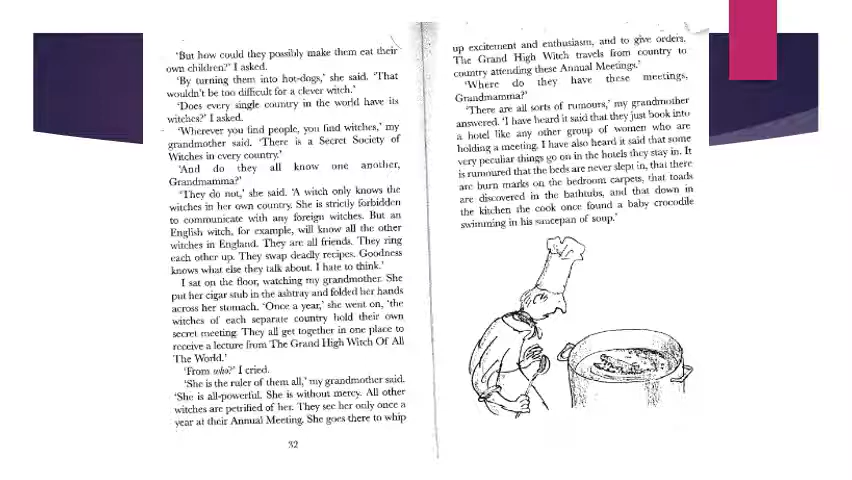 ‘But how could they possibly make them eat their
own children?’ I asked.
‘By turning them into hot-dogs,’ she said. ‘That
wouldn’t be too difficult for a clever witch.’
‘Does every single country in the world have its
witches?’ I asked.
‘Wherever you find people, you find witches,’ my
grandmother said. ‘There is a Secret Society of
Witches in every country.’
‘And do they all know one another,
Grandmamma?’
‘They do not,’ she said. ‘A witch only knows the
witches in her own country. She is strictly forbidden
to communicate with any foreign witches. But an
English witch, for example, will know all the other
witches in England. They are all friends. They ring
each other up. They swap deadly recipes. Goodness
knows what else they talk about. I hate to think.’
I sat on the floor, watching my grandmother. She
put her cigar stub in the ashtray and folded her hands
across her stomach. ‘Once a year,’ she went on, ‘the
witches of each separate country hold their own
secret meeting. They all get together in one place to
receive a lecture from The Grand High Witch Of All
The World.’
‘From who?’ I cried.
‘She is the ruler of them all,’ my grandmother said.
‘She is all-powerful. She is without mercy. All other
witches are petrified of her. They see her only once a
year at their Annual Meeting. She goes there to whip
32
up excitement and enthusiasm, and to give orders.
The Grand High Witch travels from country to
country attending these Annual Meetings.’
‘Where do they have these meetings,
Grandmamma?’
‘There are all sorts of rumours,’ my grandmother
answered. ‘I have heard it said that they just book into
a hotel like any other group of women who are
holding a meeting. I have also heard it said that some
very peculiar things go on in the hotels they stay in. It
is rumoured that the beds are never slept in, that there
are burn marks on the bedroom carpets, that toads
are discovered in the bathtubs, and that down in
the kitchen the cook once found a baby crocodile
swimming in his saucepan of soup.’